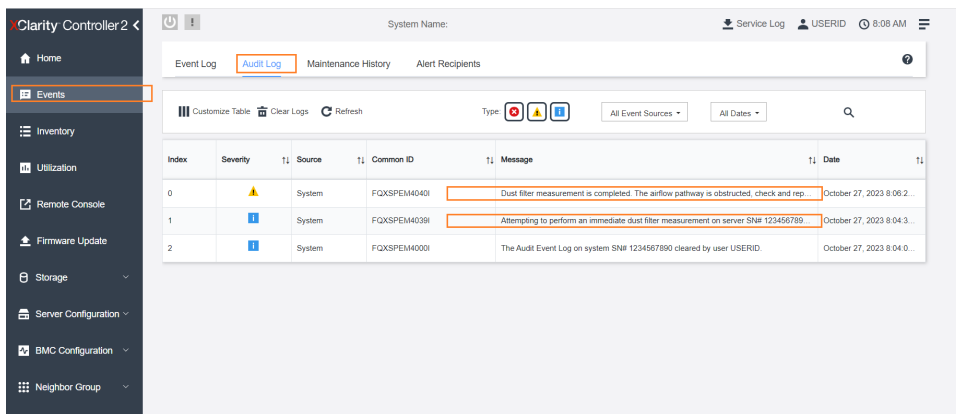 XClarity Controller 2
System Name:
Service Log
USERID
8:08 AM
Home
Events
Inventory
Utilization
Remote Console
Firmware Update
Storage
Server Configuration
BMC Configuration
Neighbor Group
Event Log
Audit Log
Maintenance History
Alert Recipients
Customize Table
Clear Logs
Refresh
Type:
All Event Sources
All Dates
Index Severity Source Common ID Message Date
0 System FQXSPEM4040I Dust filter measurement is completed. The airflow pathway is obstructed, check and rep... October 27, 2023 8:06:2...
1 System FQXSPEM4039I Attempting to perform an immediate dust filter measurement on server SN# 123456789... October 27, 2023 8:04:3...
2 System FQXSPEM4000I The Audit Event Log on system SN# 1234567890 cleared by user USERID. October 27, 2023 8:04:0...